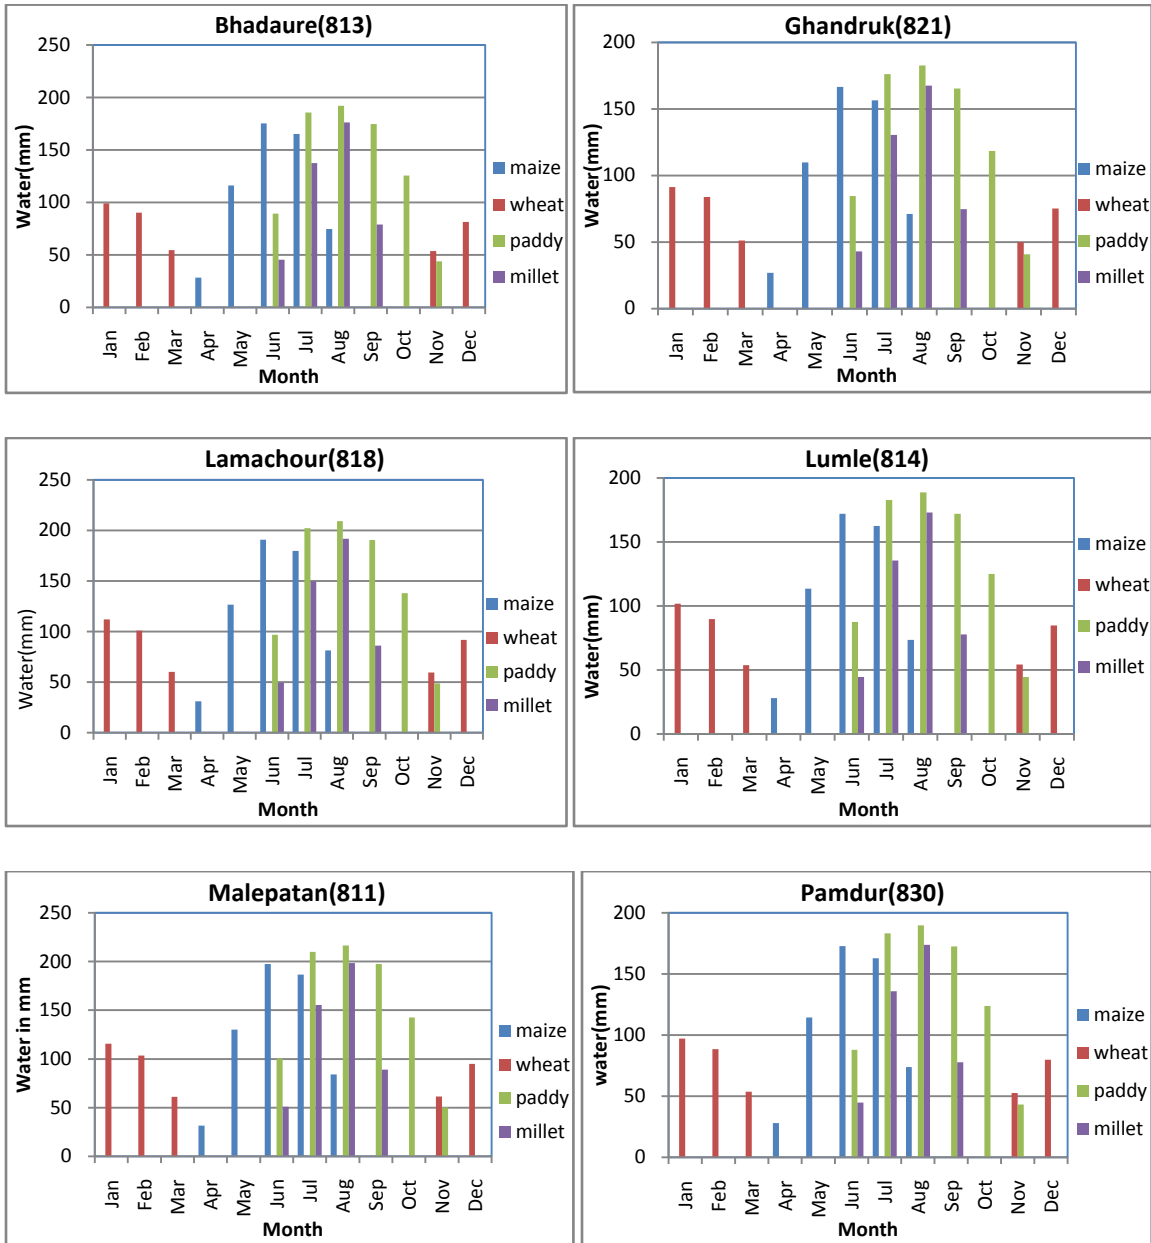 Bhadaure(813)
250
200
150
100
50
0
Water(mm)
Jan Feb Mar Apr May Jun Jul Aug Sep Oct Nov Dec
Month
maize
wheat
paddy
millet
Ghandruk(821)
200
150
100
50
0
Water(mm)
Jan Feb Mar Apr May Jun Jul Aug Sep Oct Nov Dec
Month
maize
wheat
paddy
millet
Lamachour(818)
250
200
150
100
50
0
Water(mm)
Jan Feb Mar Apr May Jun Jul Aug Sep Oct Nov Dec
Month
maize
wheat
paddy
millet
Lumle(814)
200
150
100
50
0
Water(mm)
Jan Feb Mar Apr May Jun Jul Aug Sep Oct Nov Dec
Month
maize
wheat
paddy
millet
Malepatan(811)
250
200
150
100
50
0
Water in mm
Jan Feb Mar Apr May Jun Jul Aug Sep Oct Nov Dec
Month
maize
wheat
paddy
millet
Pamdur(830)
200
150
100
50
0
water(mm)
Jan Feb Mar Apr May Jun Jul Aug Sep Oct Nov Dec
Month
maize
wheat
paddy
millet